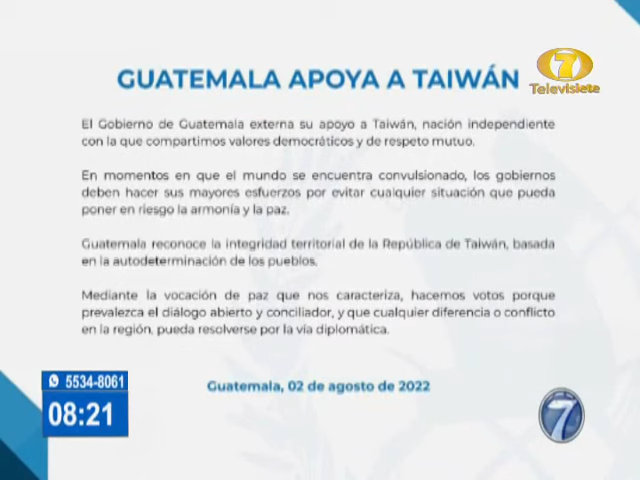 GUATEMALA APOYA A TAIWÁN
7
Televisiete
El Gobierno de Guatemala externa su apoyo a Taiwán, nación independiente
con la que compartimos valores democráticos y de respeto mutuo.
En momentos en que el mundo se encuentra convulsionado, los gobiernos
deben hacer sus mayores esfuerzos por evitar cualquier situación que pueda
poner en riesgo la armonía y la paz.
Guatemala reconoce la integridad territorial de la República de Taiwán, basada
en la autodeterminación de los pueblos.
Mediante la vocación de paz que nos caracteriza, hacemos votos porque
prevalezca el diálogo abierto y conciliador, y que cualquier diferencia o conflicto
en la región, pueda resolverse por la vía diplomática.
Guatemala, 02 de agosto de 2022
5534-8061
08:21
7